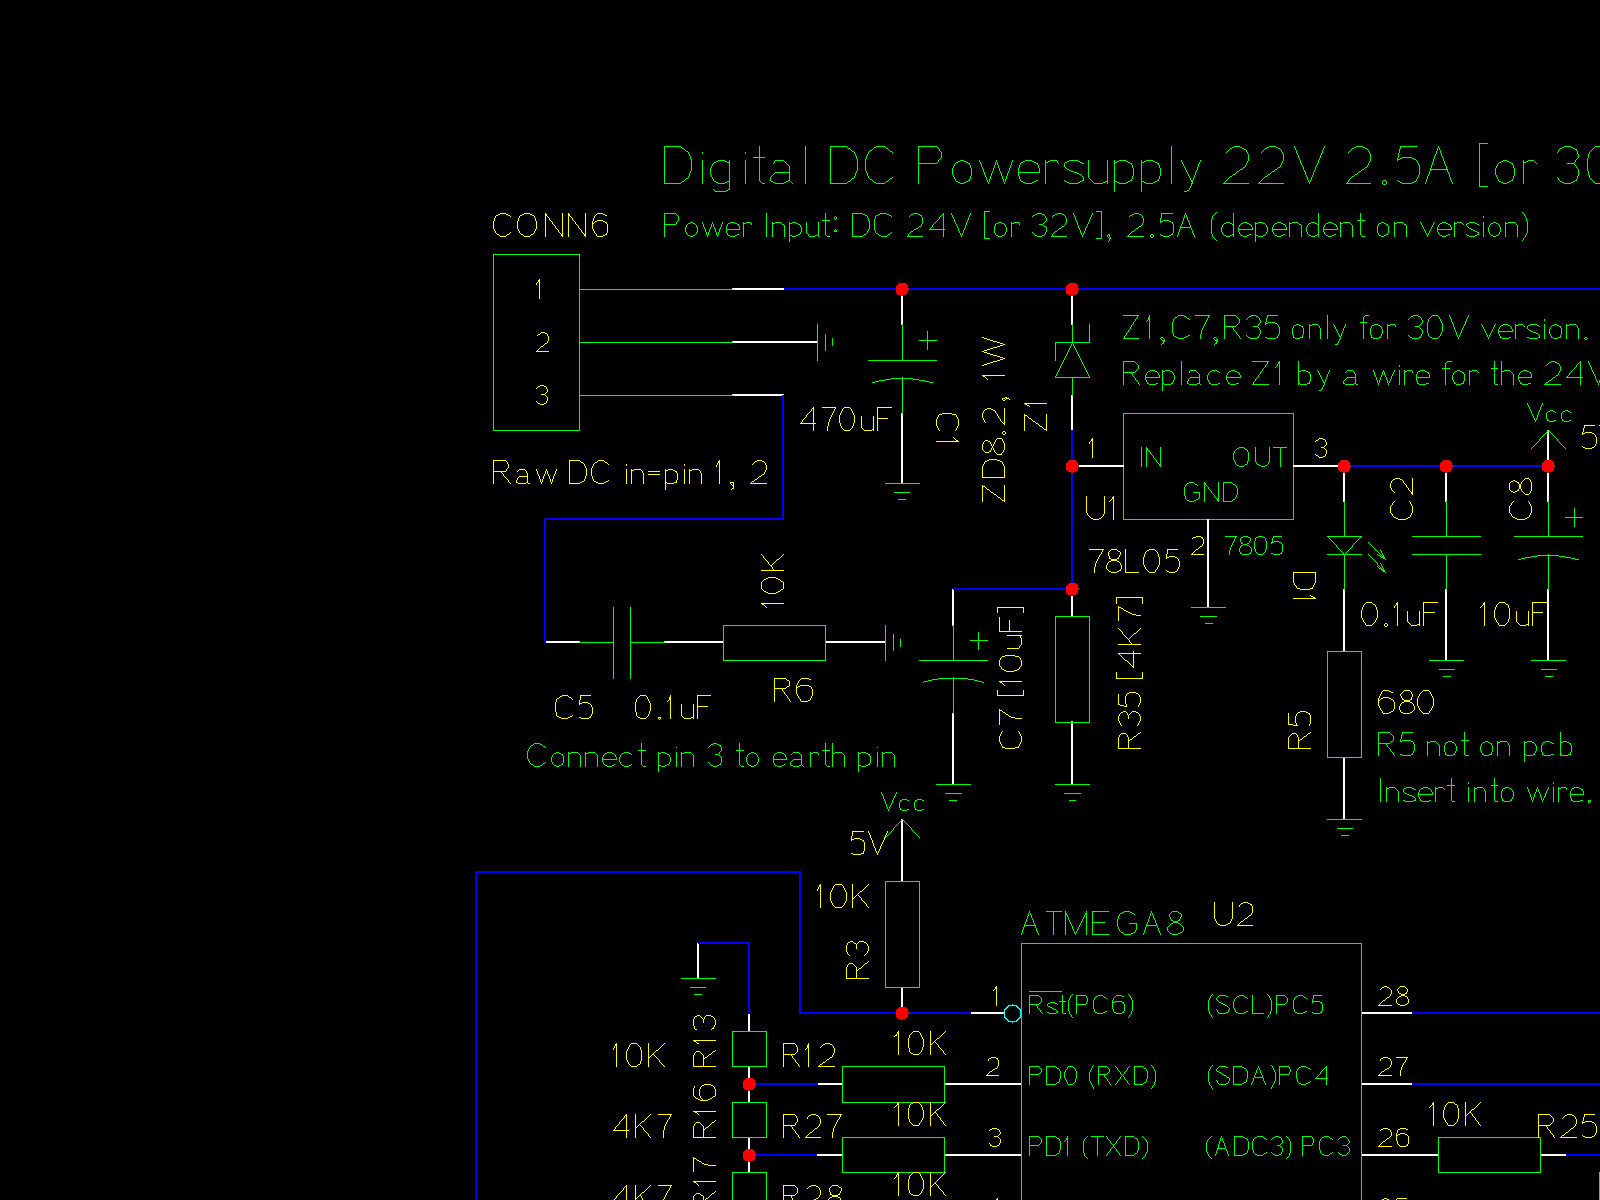 Digital DC Powersupply 22V 2.5A [or 30
CONN6
Power Input: DC 24V [or 32V], 2.5A (dependent on version)
1
2
3
Z1,C7,R35 only for 30V version.
Replace Z1 by a wire for the 24V
+
470uF
C1
ZD8.2, 1W
Z1
Vcc
5
Raw DC in=pin 1, 2
1
IN
OUT
GND
3
U1
78L05
2
7805
D1
C2
0.1uF
C8
+
10uF
10K
R6
C5
0.1uF
Connect pin 3 to earth pin
+
C7 [10uF]
R35 [4K7]
R5
680
R5 not on pcb
Insert into wire.
Vcc
5V
10K
R3
ATMEGA8
U2
1
Rst(PC6)
(SCL)PC5
28
10K
R13
R12
10K
2
PD0 (RXD)
(SDA)PC4
27
4K7
R16
R27
10K
3
PD1 (TXD)
(ADC3) PC3
26
10K
R25
4K7
R17
R28
10K